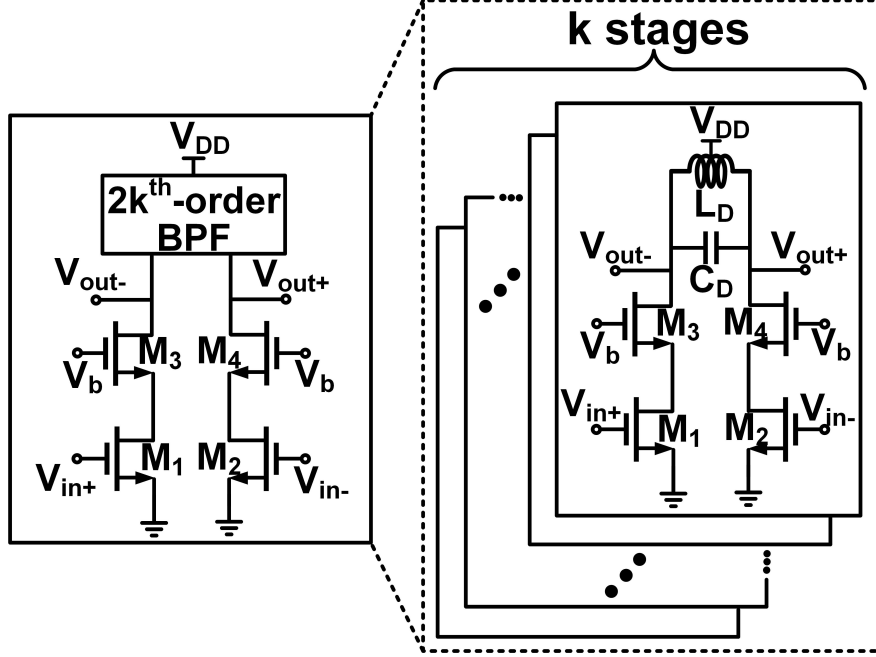 k stages
V_DD
2k^th-order
BPF
V_out-
V_out+
M_3
M_4
V_b
V_b
V_in+
M_1
M_2
V_in-
V_DD
L_D
V_out-
V_out+
C_D
M_3
M_4
V_b
V_b
V_in+
V_in-
M_1
M_2